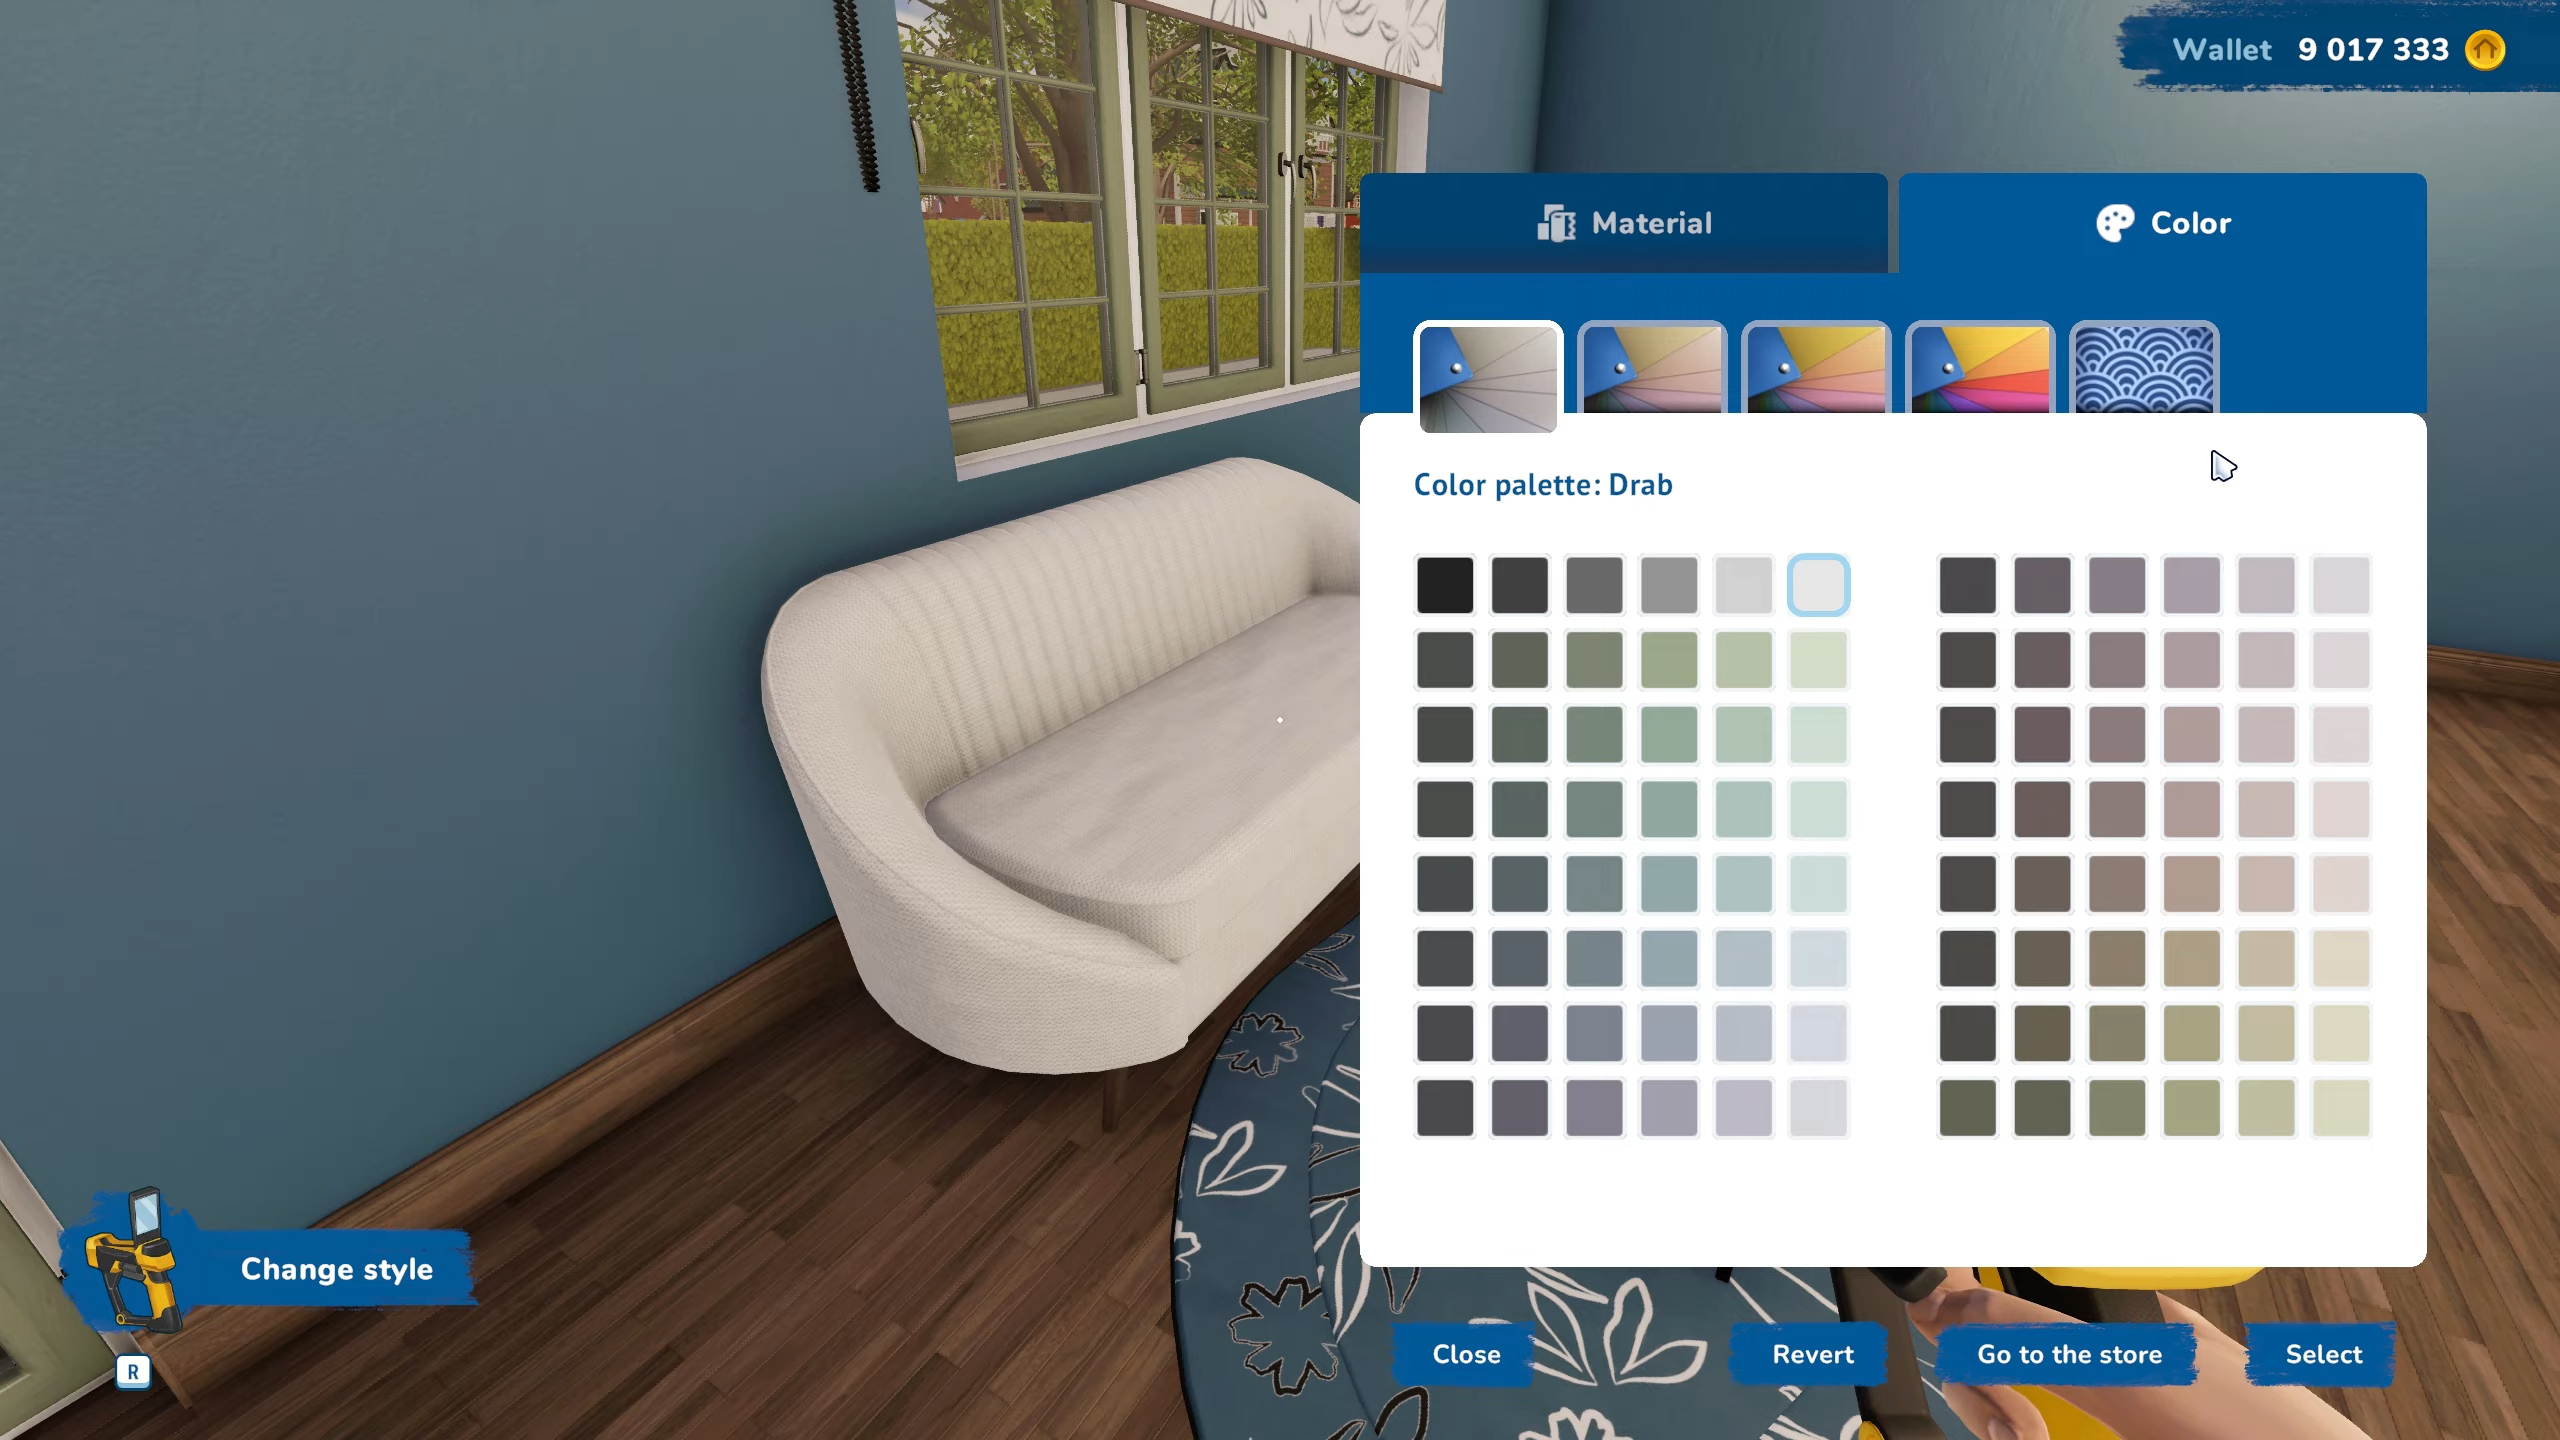 Wallet 9 017 333
Material
Color
Color palette: Drab
Change style
R
Close
Revert
Go to the store
Select